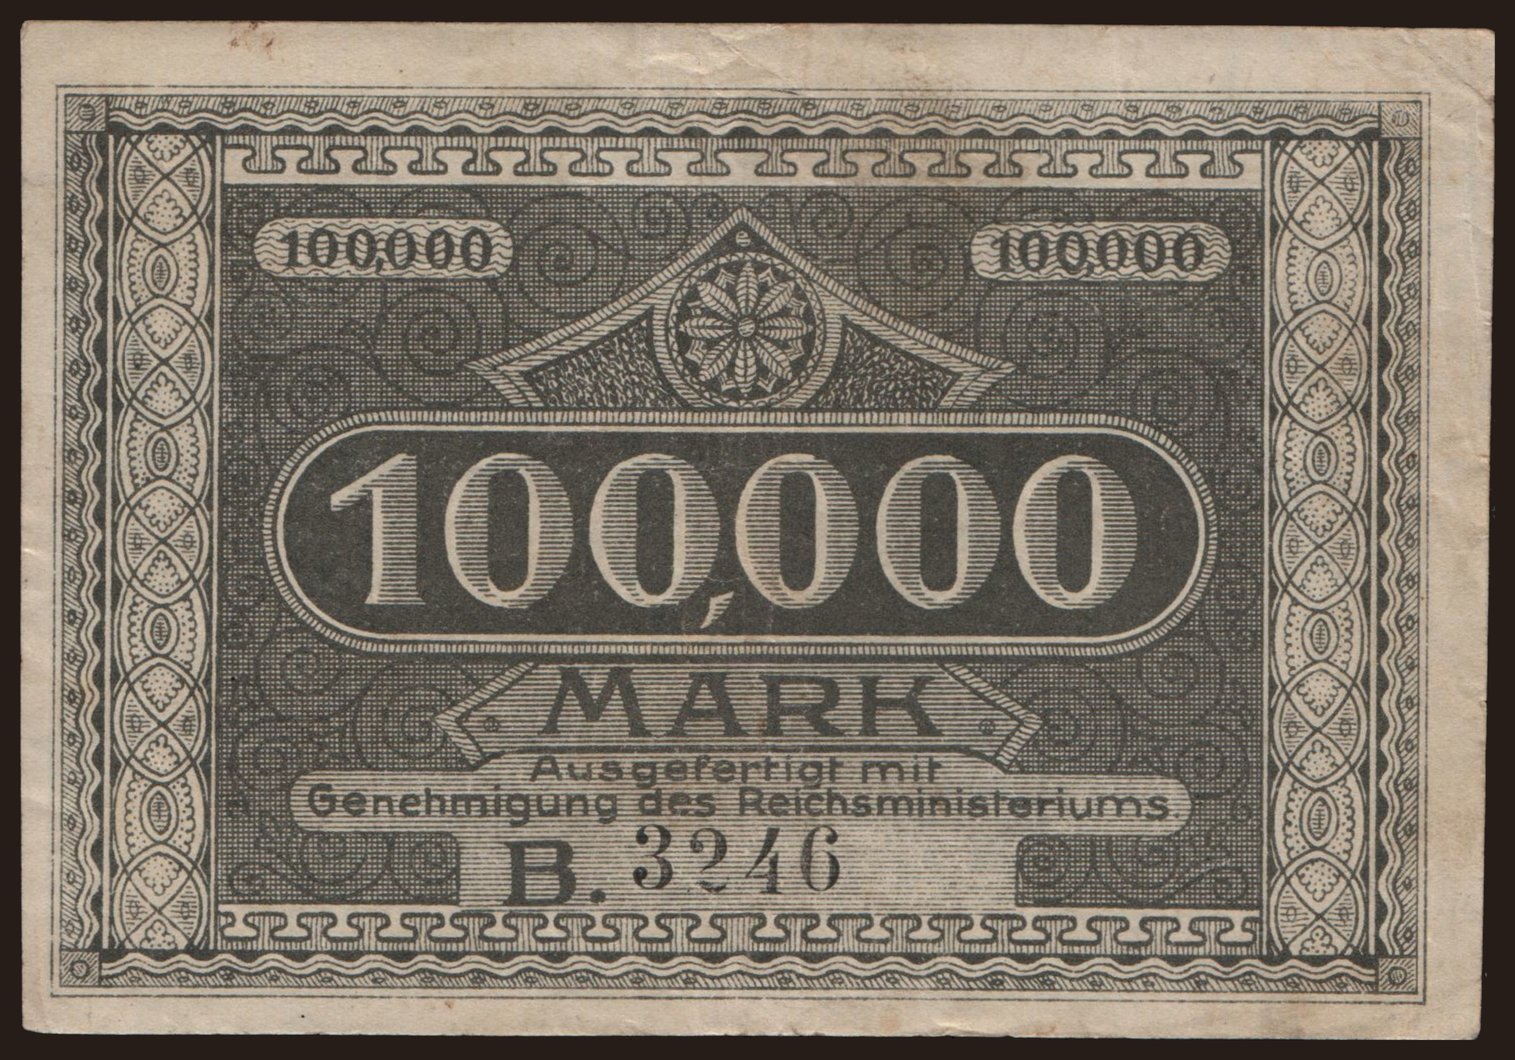 100,000 100,000
100,000
MARK
Ausgefertigt mit
Genehmigung des Reichsministeriums.
B. 3246